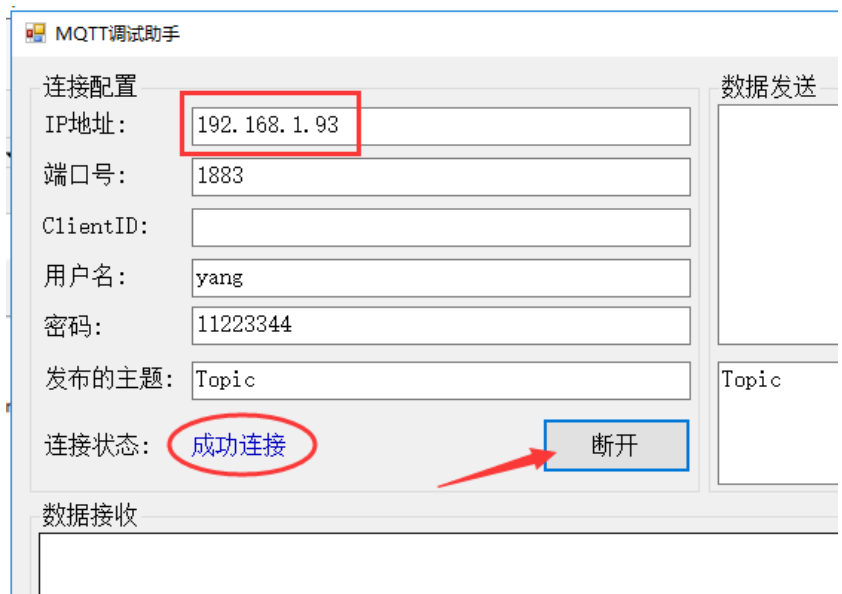 MQTT调试助手
连接配置
IP地址: 192.168.1.93
端口号: 1883
ClientID:
用户名: yang
密码: 11223344
发布的主题: Topic
连接状态: 成功连接 断开
数据发送
Topic
数据接收